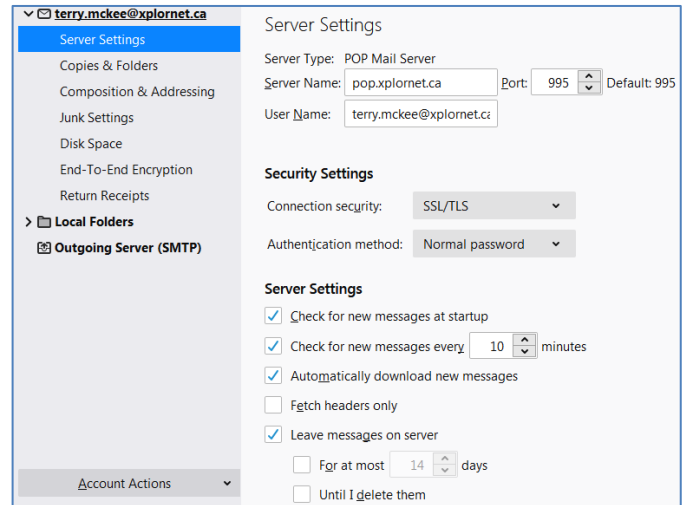 terry.mckee@xplornet.ca
Server Settings
Copies & Folders
Composition & Addressing
Junk Settings
Disk Space
End-To-End Encryption
Return Receipts
Local Folders
Outgoing Server (SMTP)
Account Actions
Server Settings
Server Type: POP Mail Server
Server Name: pop.xplornet.ca Port: 995 Default: 995
User Name: terry.mckee@xplornet.ca
Security Settings
Connection security: SSL/TLS
Authentication method: Normal password
Server Settings
Check for new messages at startup
Check for new messages every 10 minutes
Automatically download new messages
Fetch headers only
Leave messages on server
For at most 14 days
Until I delete them